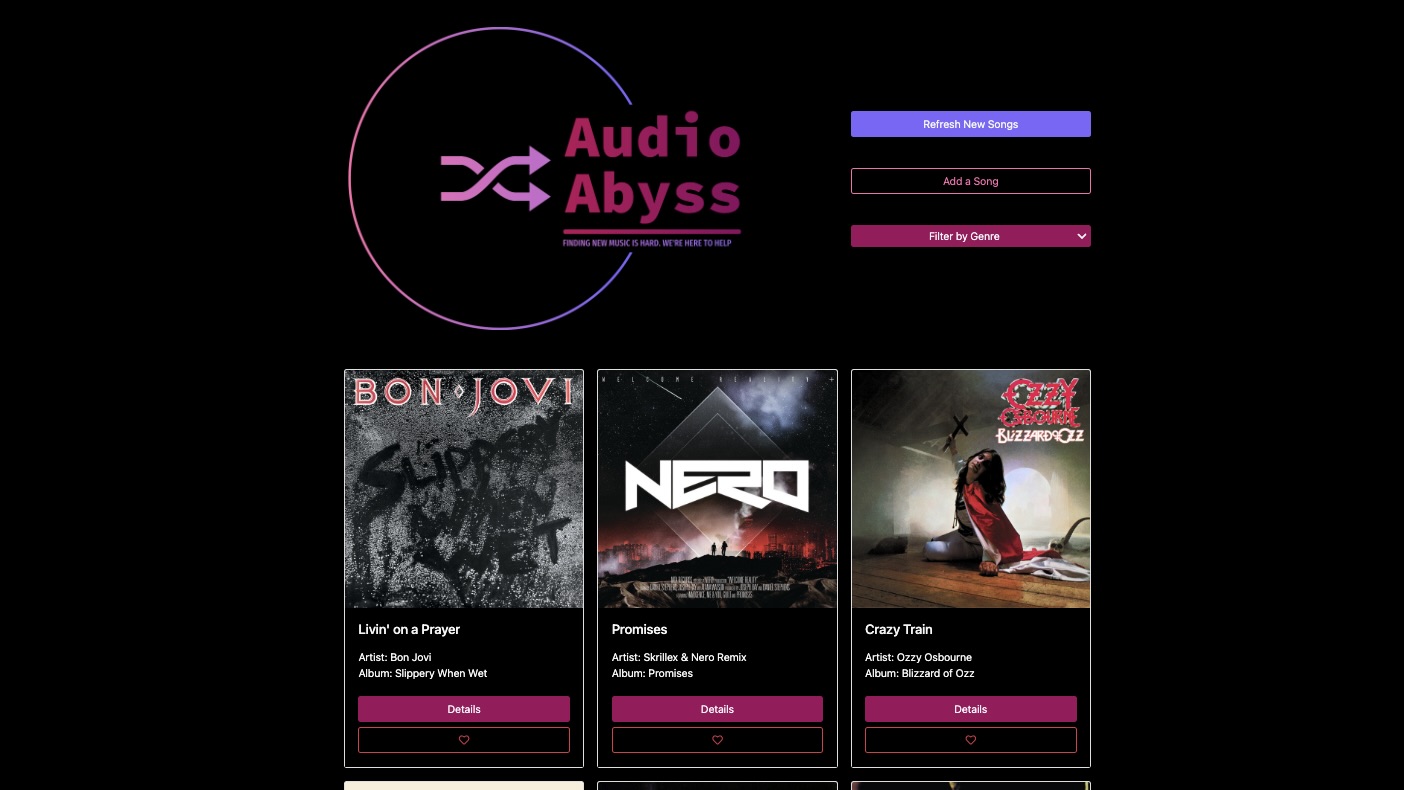 Audio
Abyss
FINDING NEW MUSIC IS HARD. WE'RE HERE TO HELP
Refresh New Songs
Add a Song
Filter by Genre
BON JOVI
SLIPPERY
WHEN
WET
WELCOME REALITY +
NERO
OZZY
OSBOURNE
BLIZZARD OF OZZ
Livin' on a Prayer
Artist: Bon Jovi
Album: Slippery When Wet
Details
Promises
Artist: Skrillex & Nero Remix
Album: Promises
Details
Crazy Train
Artist: Ozzy Osbourne
Album: Blizzard of Ozz
Details